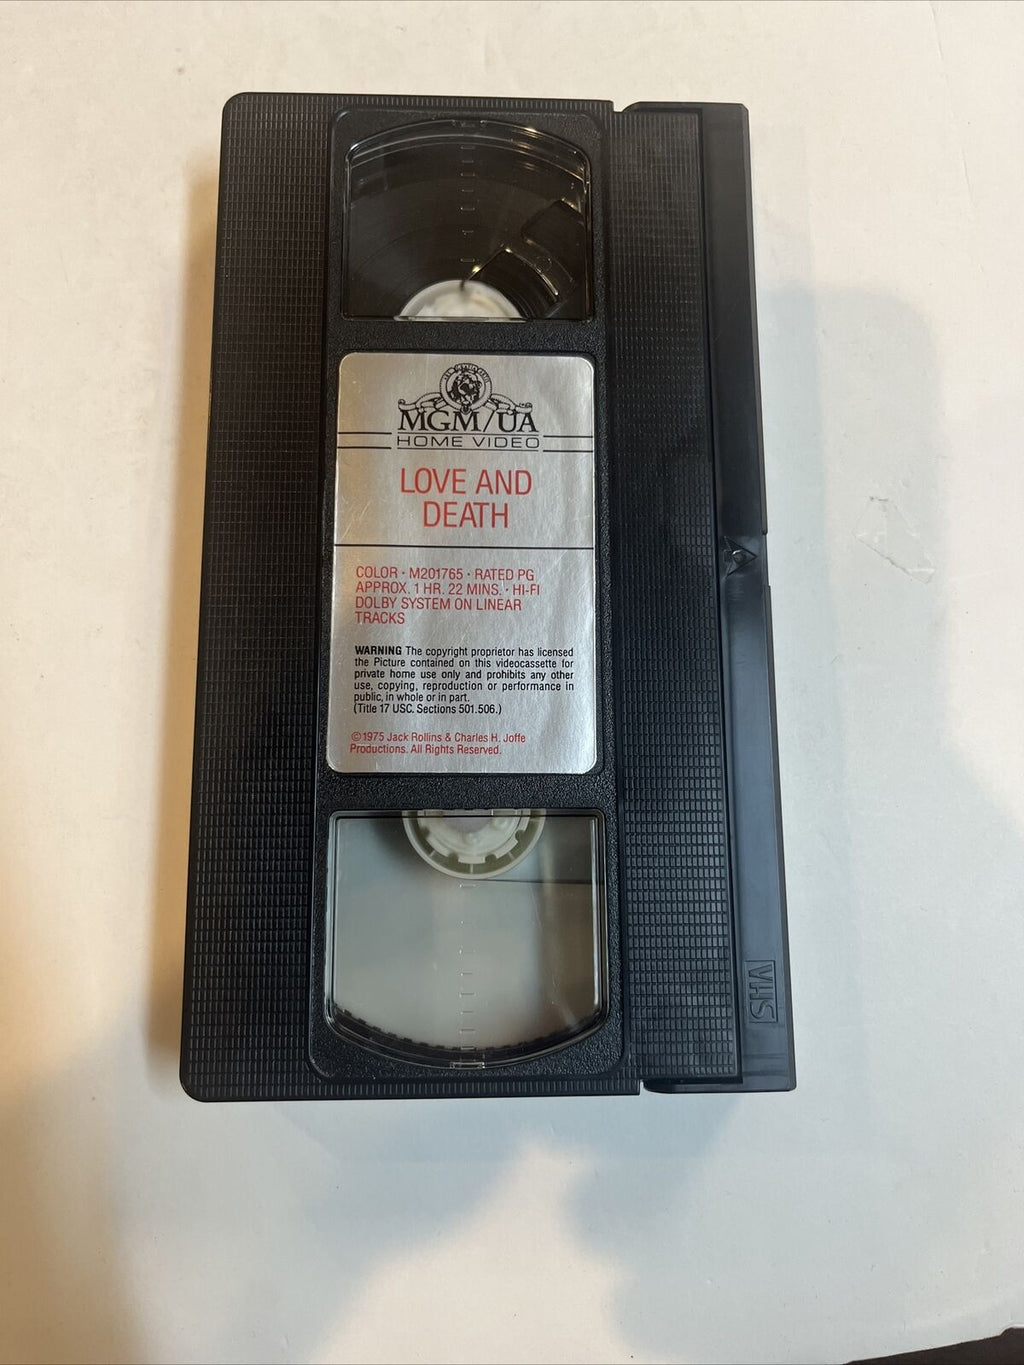 MGM/UA
HOME VIDEO
LOVE AND
DEATH
COLOR • M201765 • RATED PG
APPROX. 1 HR. 22 MINS. • HI-FI
DOLBY SYSTEM ON LINEAR
TRACKS
WARNING The copyright proprietor has licensed
the Picture contained on this videocassette for
private home use only and prohibits any other
use, copying, reproduction or performance in
public, in whole or in part.
(Title 17 USC. Sections 501.506.)
©1975 Jack Rollins & Charles H. Joffe
Productions. All Rights Reserved.
VHS